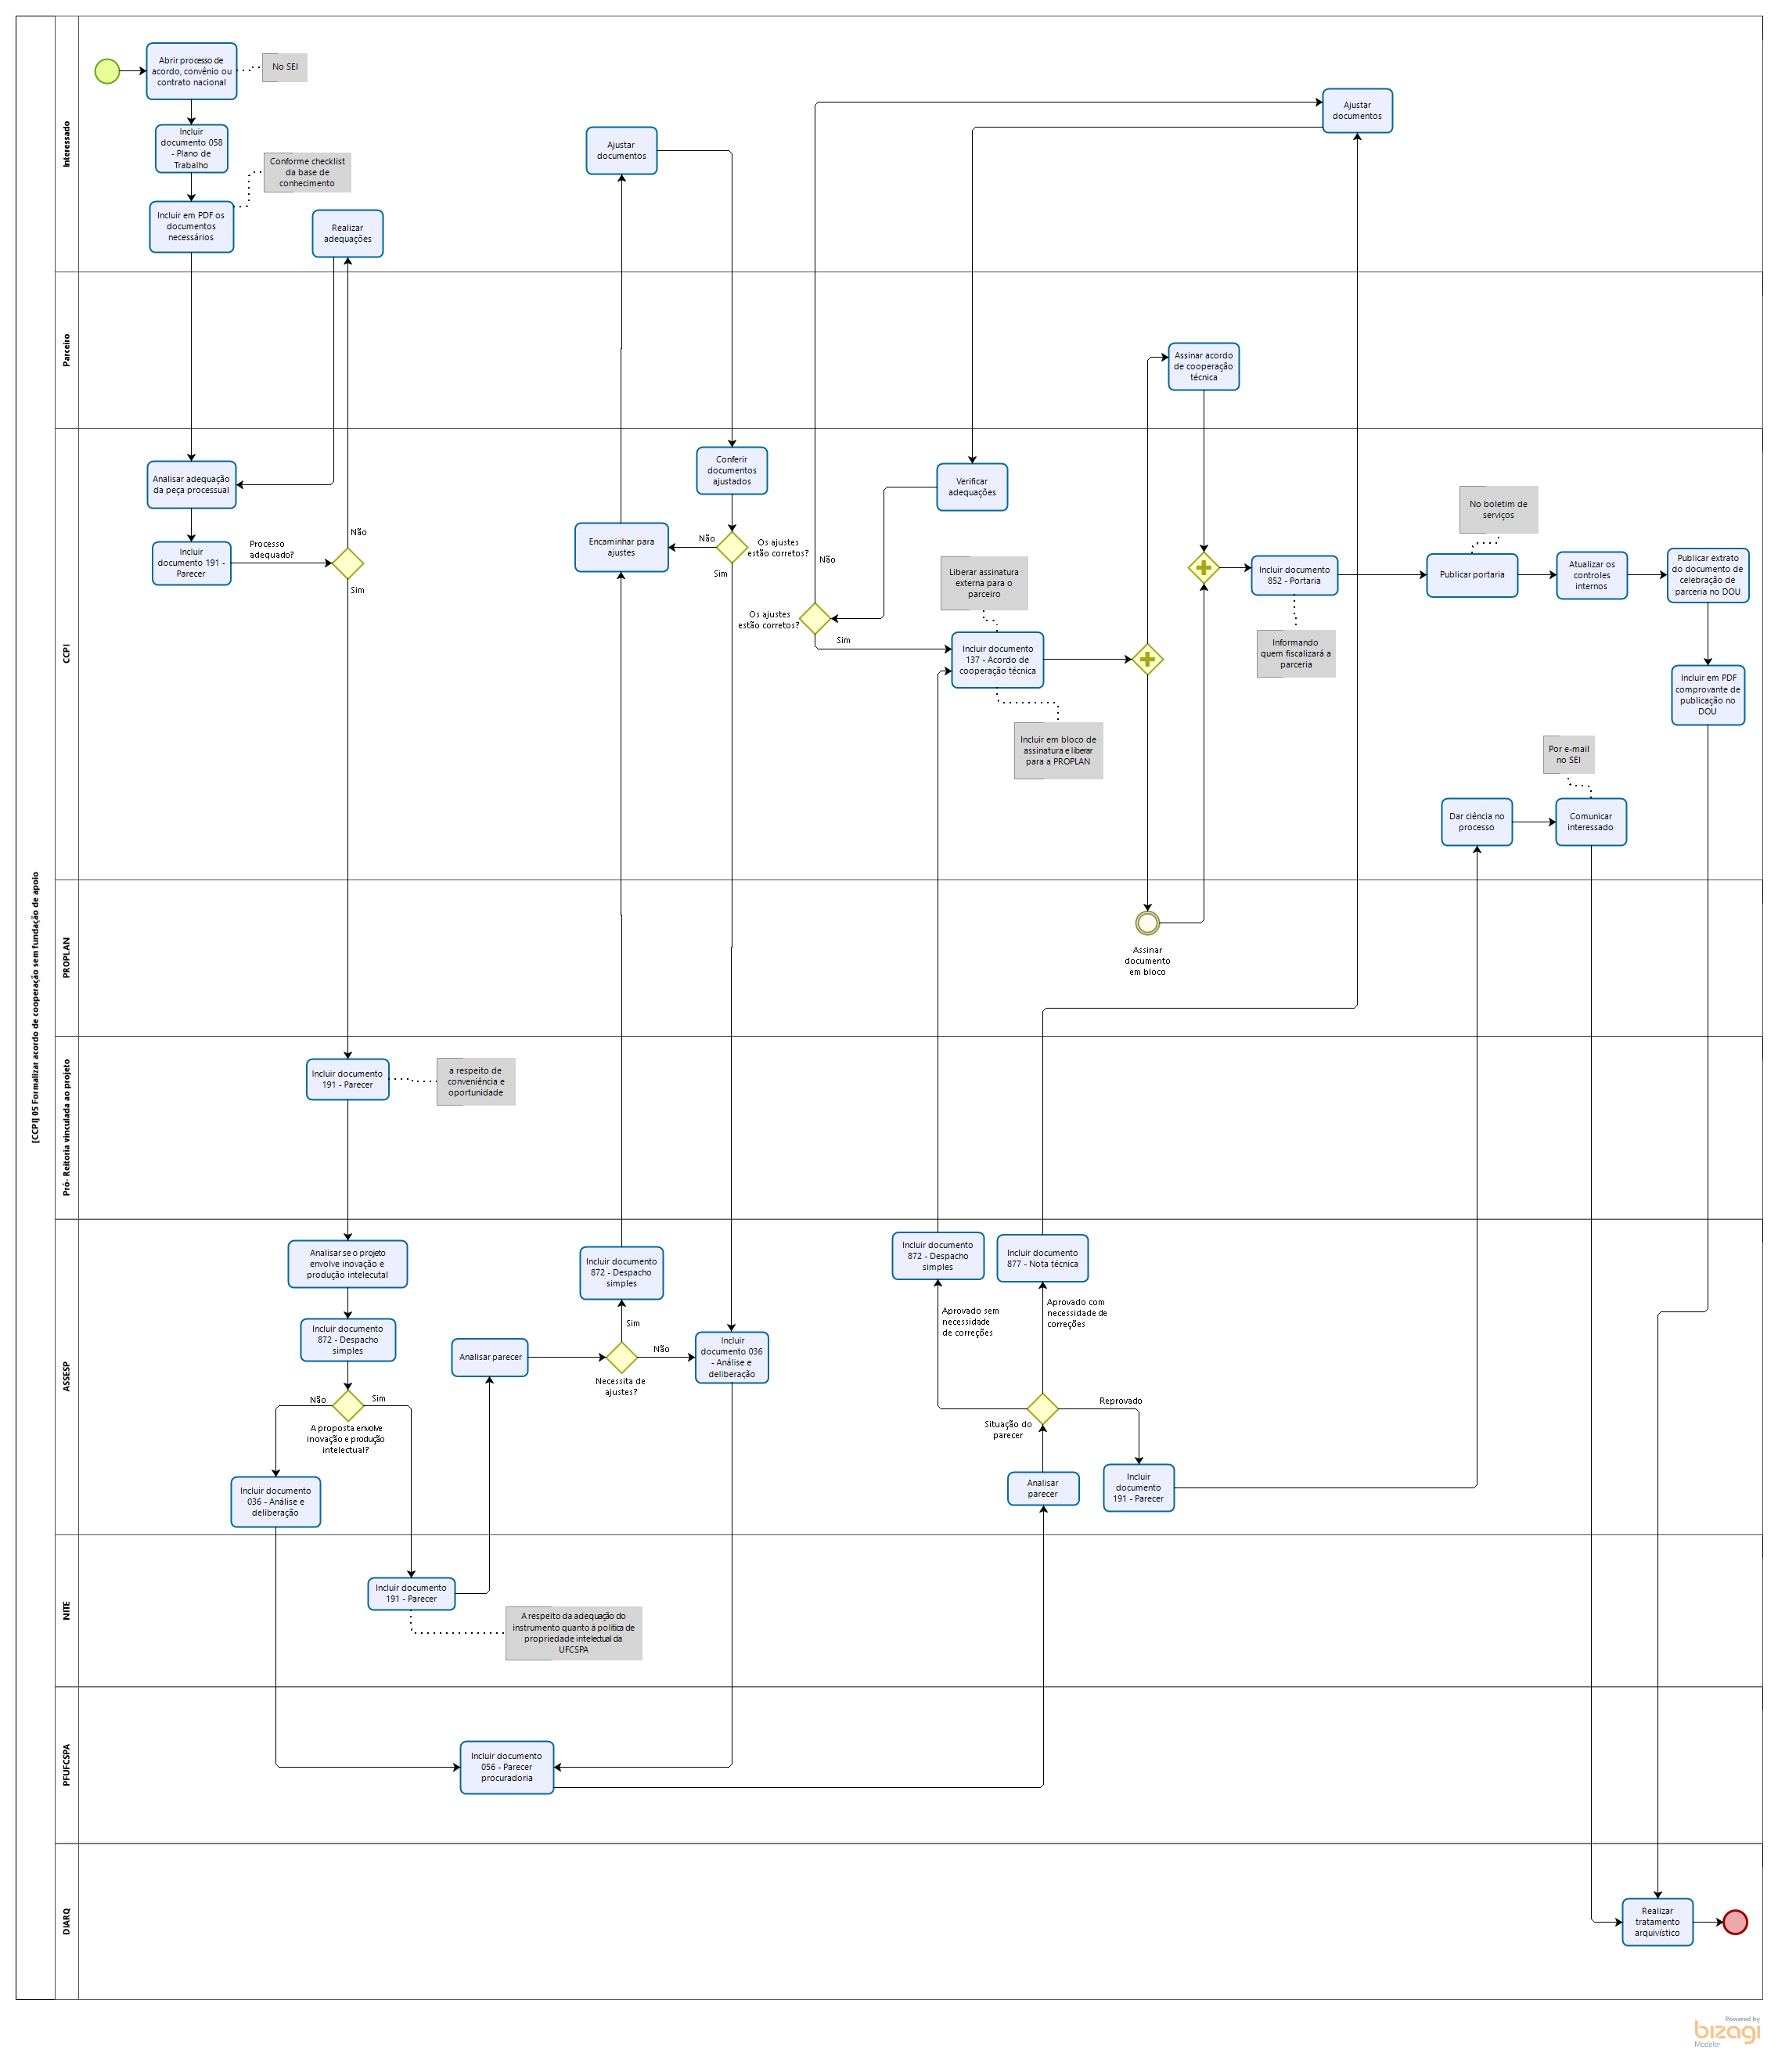 [CCPI] 05 Formalizar acordo de cooperação sem fundação de apoio
Interessado
Abrir processo de
acordo, convênio ou
contrato nacional
No SEI
Incluir
documento 058
- Plano de
Trabalho
Conforme checklist
da base de
conhecimento
Incluir em PDF os
documentos
necessários
Realizar
adequações
Ajustar
documentos
Ajustar
documentos
Parceiro
Assinar acordo
de cooperação
técnica
CCPI
Analisar adequação
da peça processual
Incluir
documento 191 -
Parecer
Processo
adequado?
Não
Sim
Encaminhar para
ajustes
Conferir
documentos
ajustados
Não
Os ajustes
estão corretos?
Sim
Não
Os ajustes
estão corretos?
Sim
Verificar
adequações
Liberar assinatura
externa para o
parceiro
Incluir documento
137 - Acordo de
cooperação técnica
Incluir em bloco de
assinatura e liberar
para a PROPLAN
Incluir documento
852 - Portaria
Informando
quem fiscalizará a
parceria
No boletim de
serviços
Publicar portaria
Atualizar os
controles
internos
Publicar extrato
do documento de
celebração de
parceria no DOU
Incluir em PDF
comprovante de
publicação no
DOU
Por e-mail
no SEI
Dar ciência no
processo
Comunicar
interessado
PROPLAN
Assinar
documento
em bloco
Pró- Reitoria vinculada ao projeto
Incluir documento
191 - Parecer
a respeito de
conveniência e
oportunidade
ASSESP
Analisar se o projeto
envolve inovação e
produção intelecutal
Incluir documento
872 - Despacho
simples
Não
Sim
A proposta envolve
inovação e produção
intelectual?
Incluir documento
036 - Análise e
deliberação
Analisar parecer
Incluir documento
872 - Despacho
simples
Sim
Não
Necessita de
ajustes?
Incluir
documento 036
- Análise e
deliberação
Incluir documento
872 - Despacho
simples
Incluir documento
877 - Nota técnica
Aprovado sem
necessidade
de correções
Aprovado com
necessidade de
correções
Reprovado
Situação do
parecer
Analisar
parecer
Incluir
documento
191 - Parecer
NITE
Incluir documento
191 - Parecer
A respeito da adequação do
instrumento quanto à política de
propriedade intelectual da
UFCSPA
PFUFCSPA
Incluir documento
056 - Parecer
procuradoria
DIARQ
Realizar
tratamento
arquivístico
Powered by
bizagi
Modeler